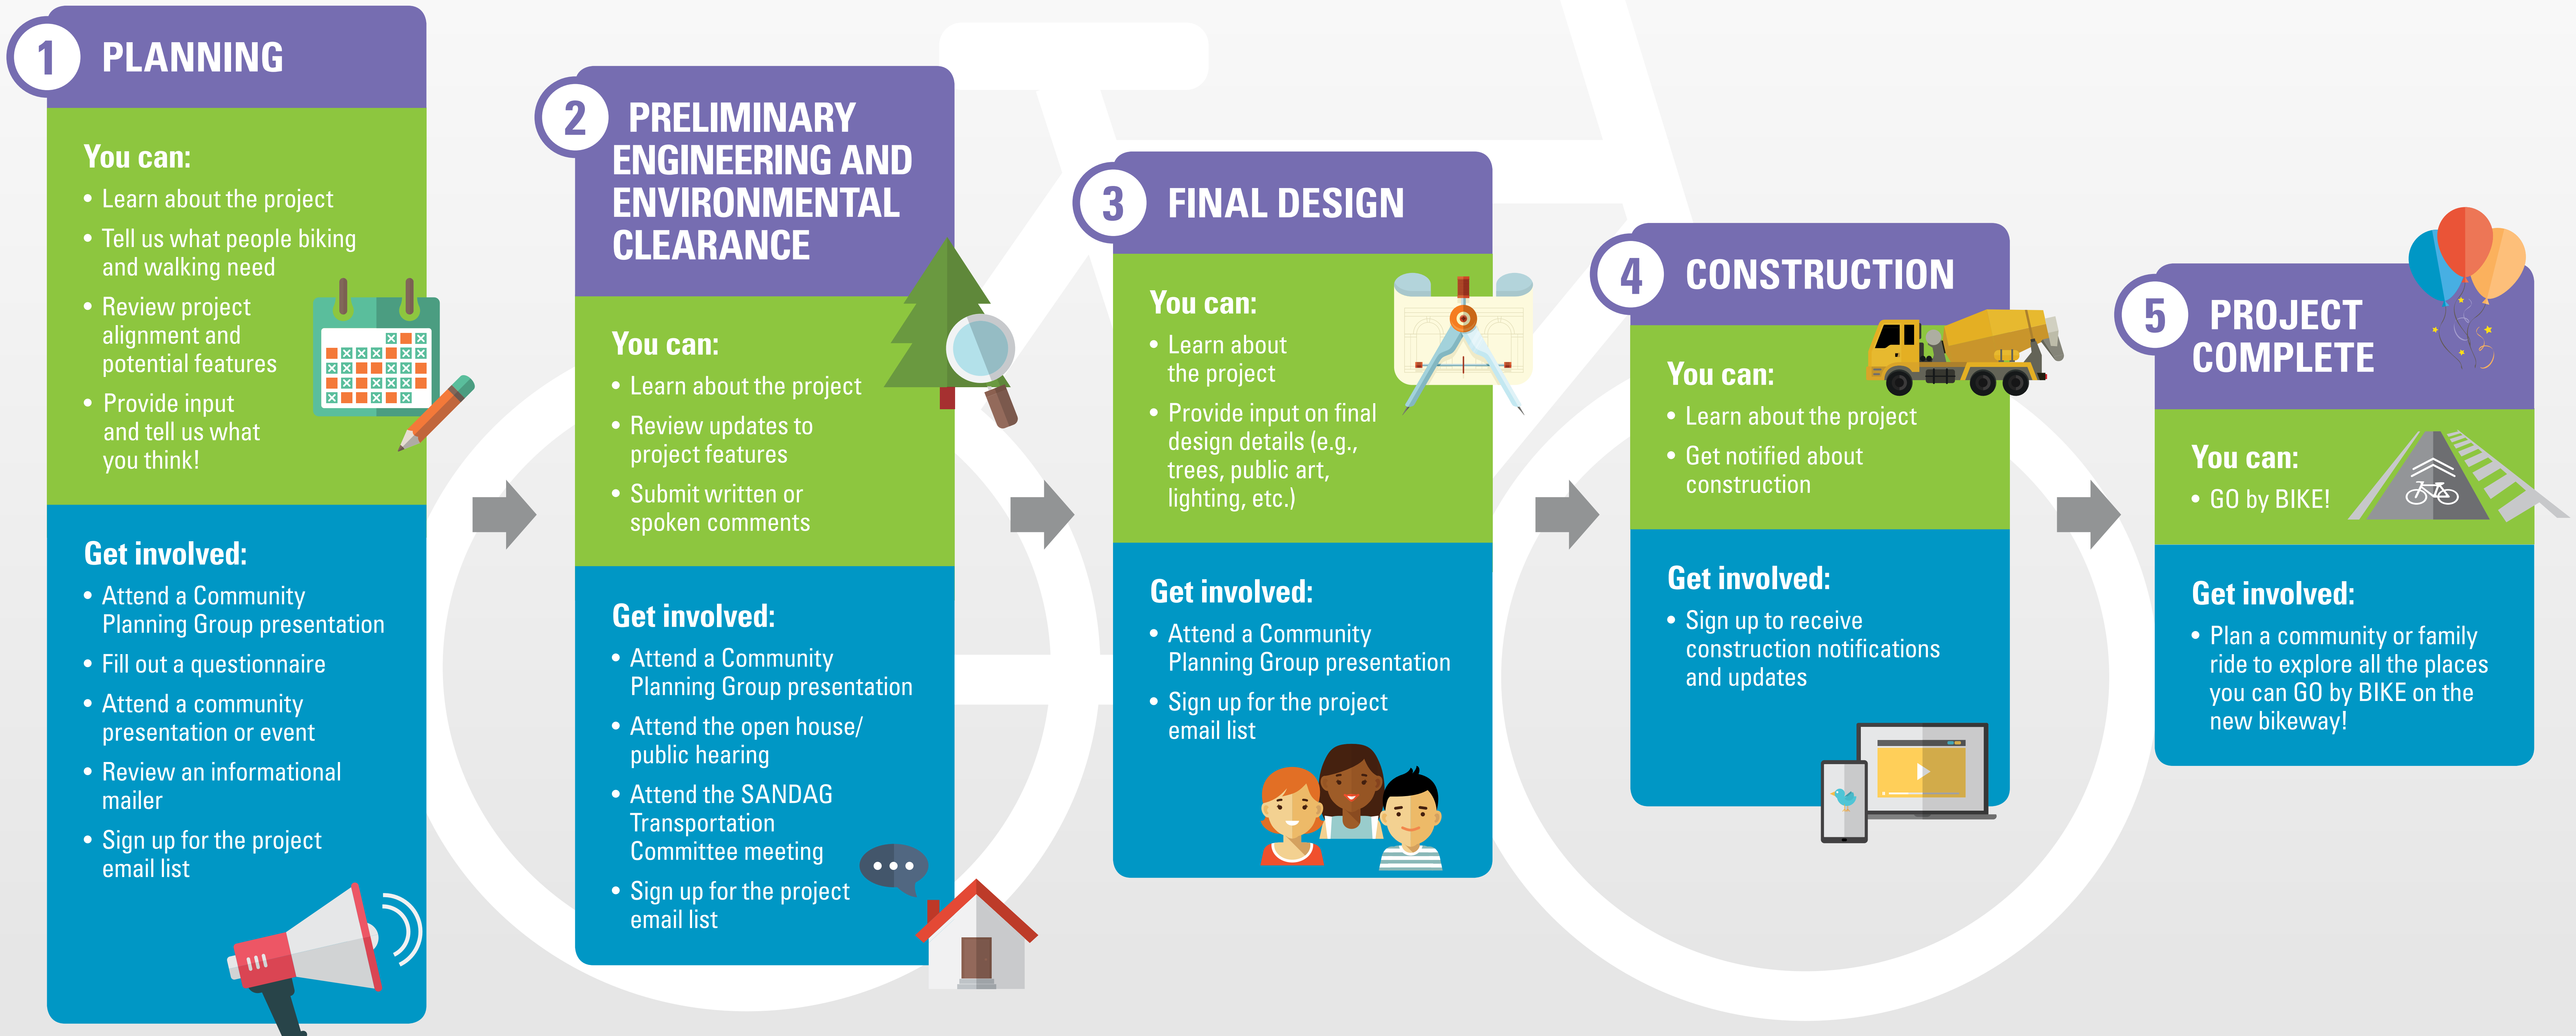 1
PLANNING
You can:
• Learn about the project
• Tell us what people biking
and walking need
• Review project
alignment and
potential features
• Provide input
and tell us what
you think!
Get involved:
• Attend a Community
Planning Group presentation
• Fill out a questionnaire
• Attend a community
presentation or event
• Review an informational
mailer
• Sign up for the project
email list
2
PRELIMINARY
ENGINEERING AND
ENVIRONMENTAL
CLEARANCE
You can:
• Learn about the project
• Review updates to
project features
• Submit written or
spoken comments
Get involved:
• Attend a Community
Planning Group presentation
• Attend the open house/
public hearing
• Attend the SANDAG
Transportation
Committee meeting
• Sign up for the project
email list
3
FINAL DESIGN
You can:
• Learn about
the project
• Provide input on final
design details (e.g.,
trees, public art,
lighting, etc.)
Get involved:
• Attend a Community
Planning Group presentation
• Sign up for the project
email list
4
CONSTRUCTION
You can:
• Learn about the project
• Get notified about
construction
Get involved:
• Sign up to receive
construction notifications
and updates
5
PROJECT
COMPLETE
You can:
• GO by BIKE!
Get involved:
• Plan a community or family
ride to explore all the places
you can GO by BIKE on the
new bikeway!